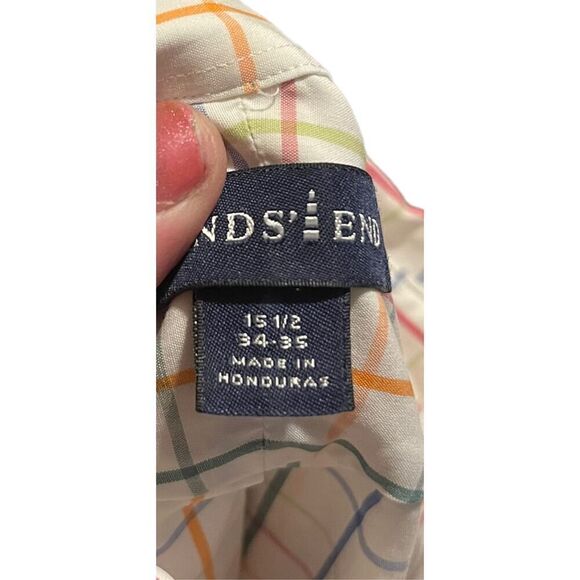 NDS' END
15 1/2
34-35
MADE IN
HONDURAS